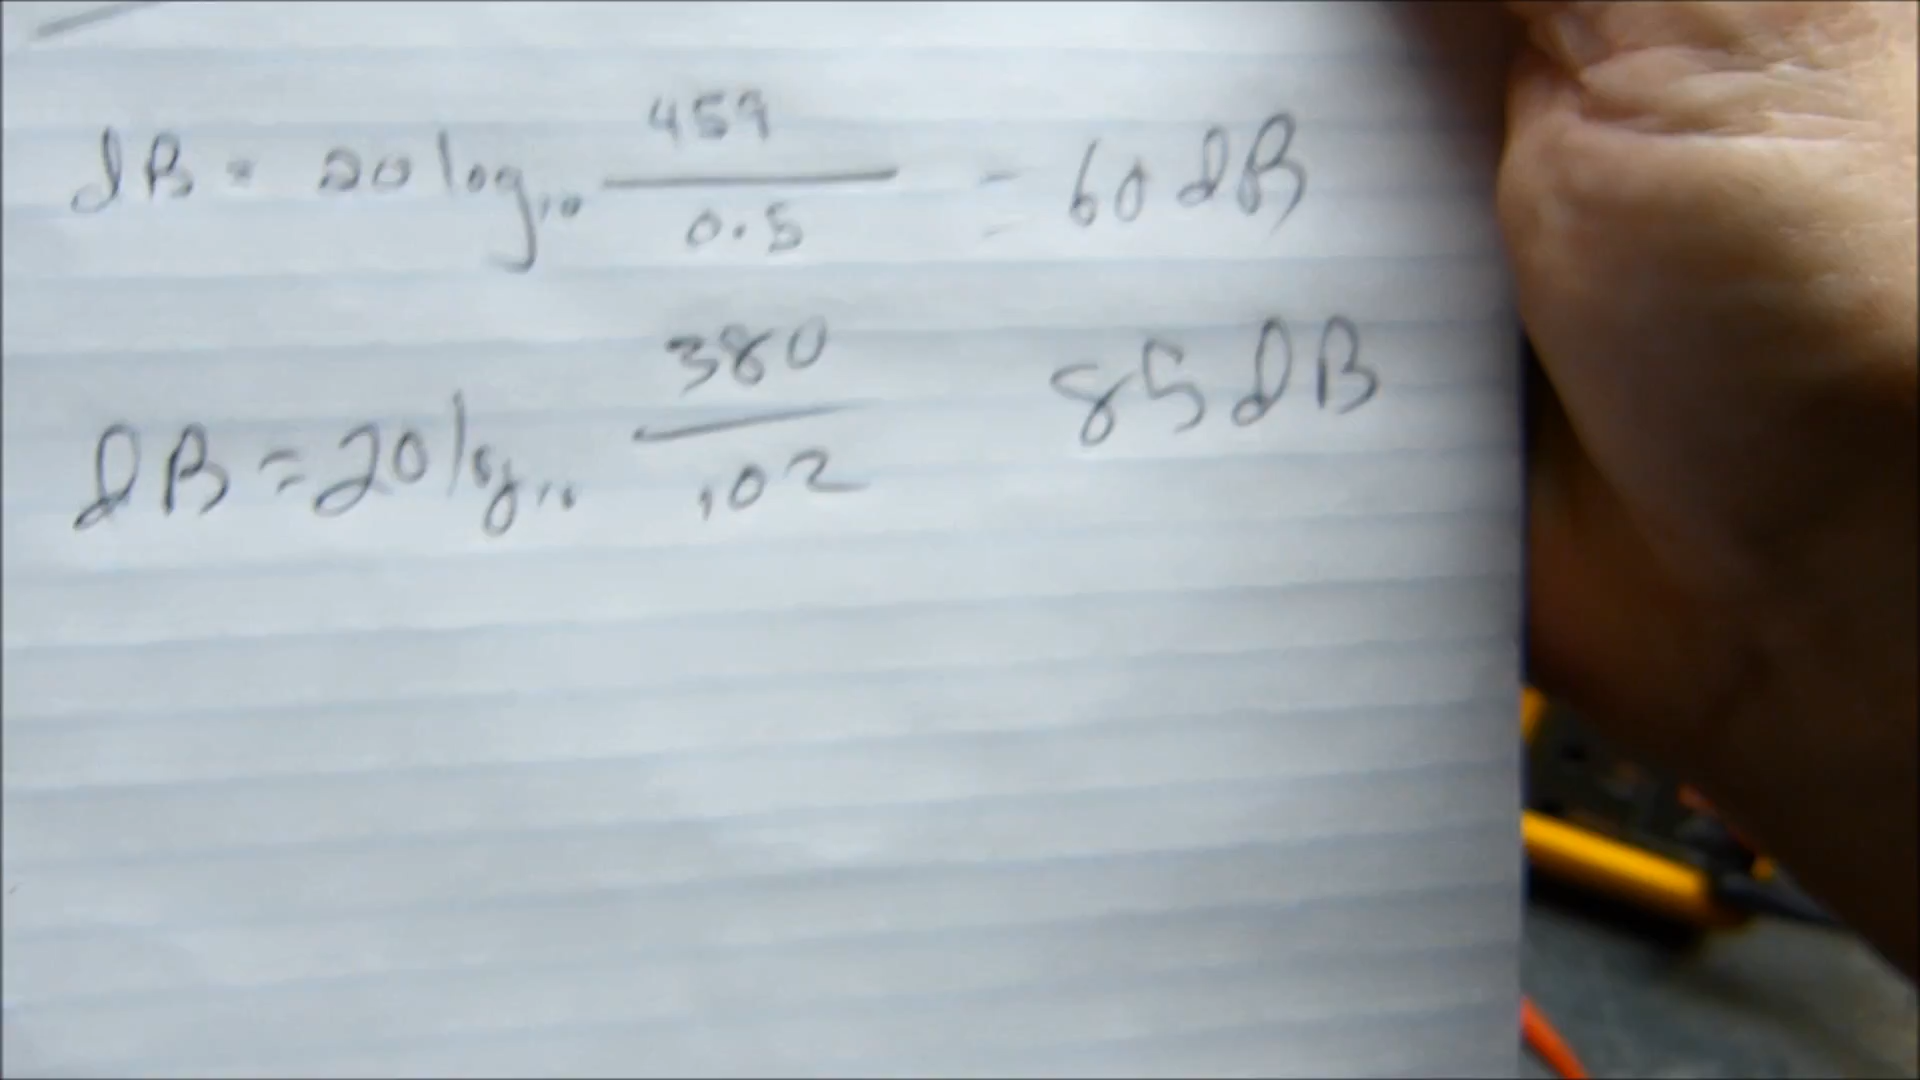 dB = 20 log10 459 / 0.5 = 60 dB
dB = 20 log10 380 / .02 85 dB